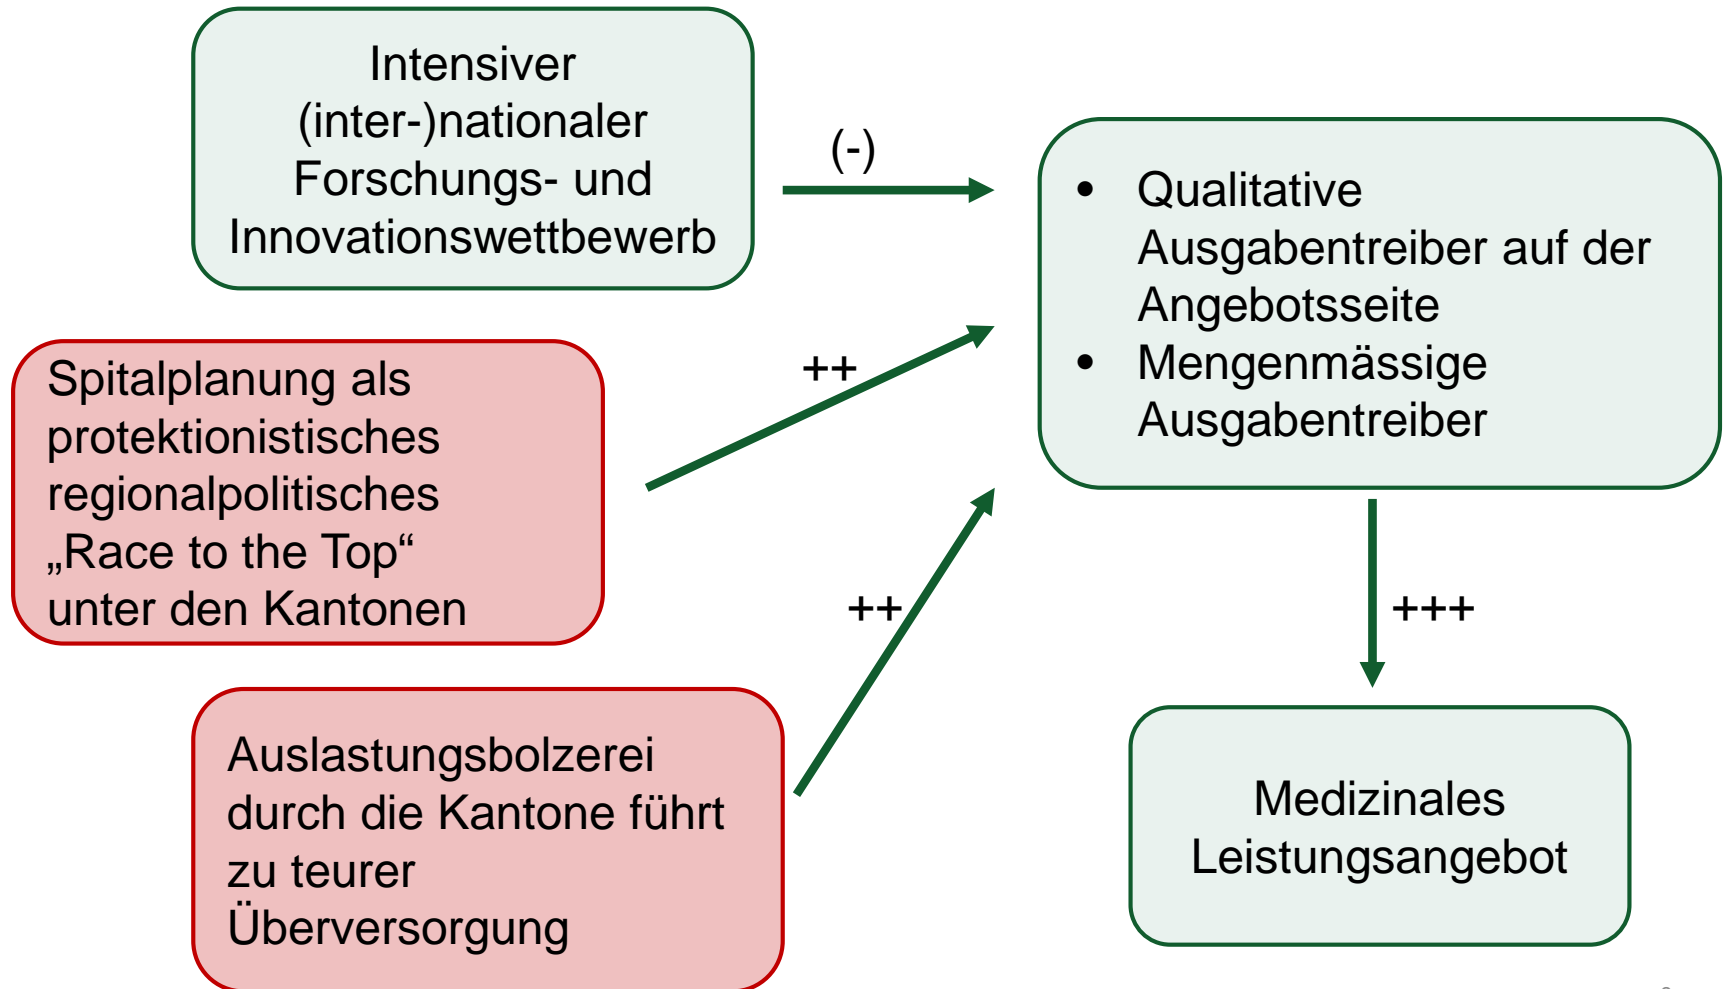 Intensiver
(inter-)nationaler
Forschungs- und
Innovationswettbewerb
(-)
• Qualitative
Ausgabentreiber auf der
Angebotsseite
• Mengenmässige
Ausgabentreiber
Spitalplanung als
protektionistisches
regionalpolitisches
„Race to the Top“
unter den Kantonen
++
++
+++
Auslastungsbolzerei
durch die Kantone führt
zu teurer
Überversorgung
Medizinales
Leistungsangebot